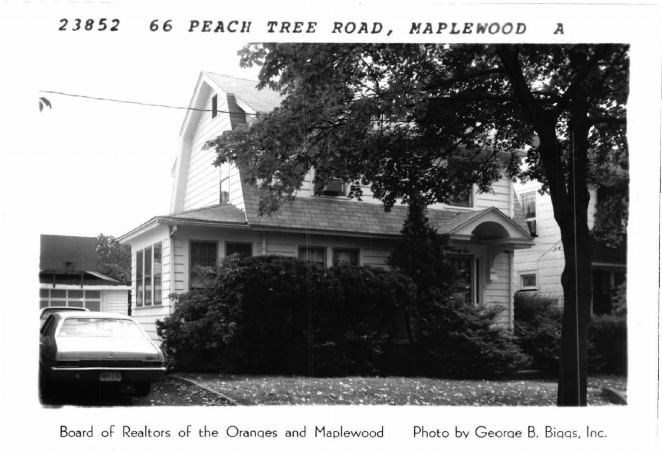 23852 66 PEACH TREE ROAD, MAPLEWOOD A
Board of Realtors of the Oranges and Maplewood Photo by George B. Biggs, Inc.